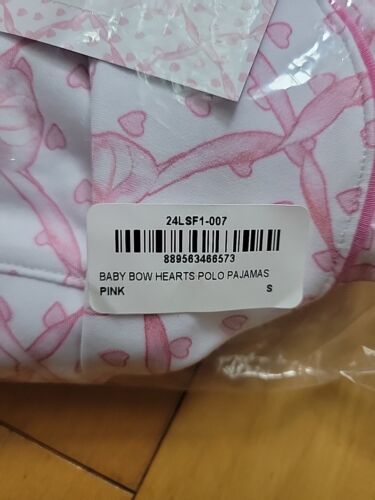 24LSF1-007
889563466573
BABY BOW HEARTS POLO PAJAMAS
PINK S